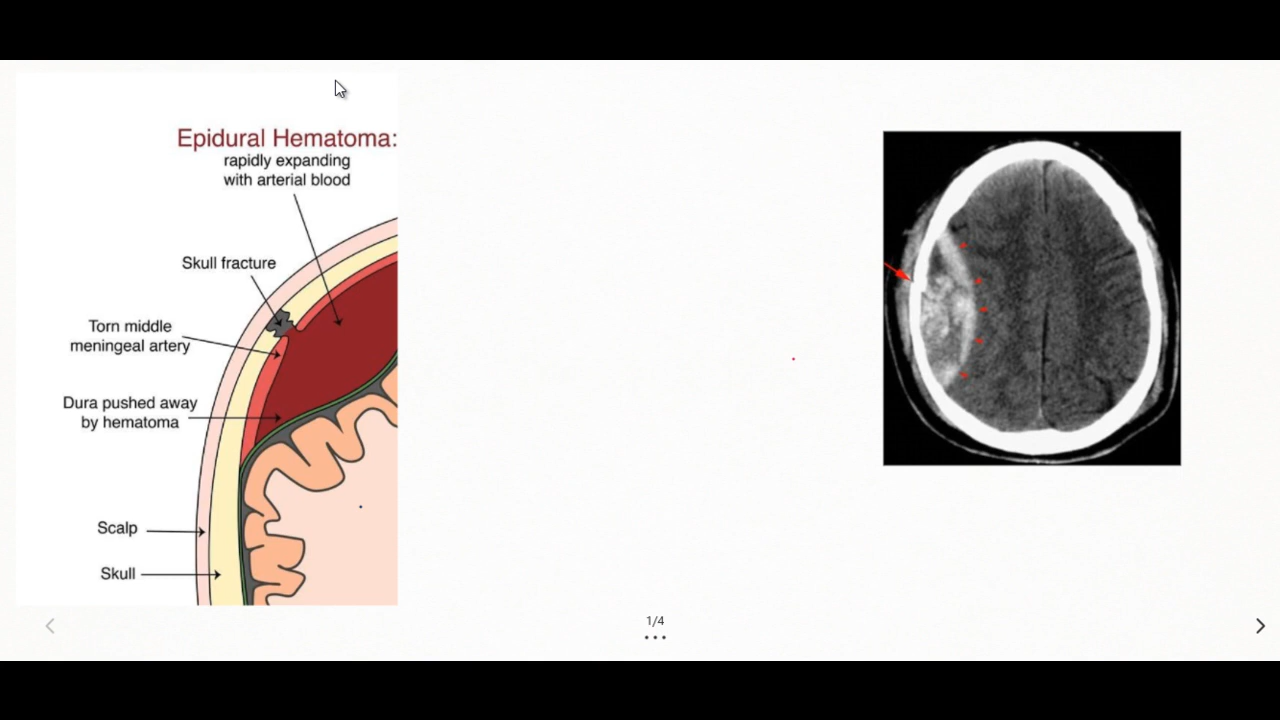 Epidural Hematoma:
rapidly expanding
with arterial blood
Skull fracture
Torn middle
meningeal artery
Dura pushed away
by hematoma
Scalp
Skull
1/4